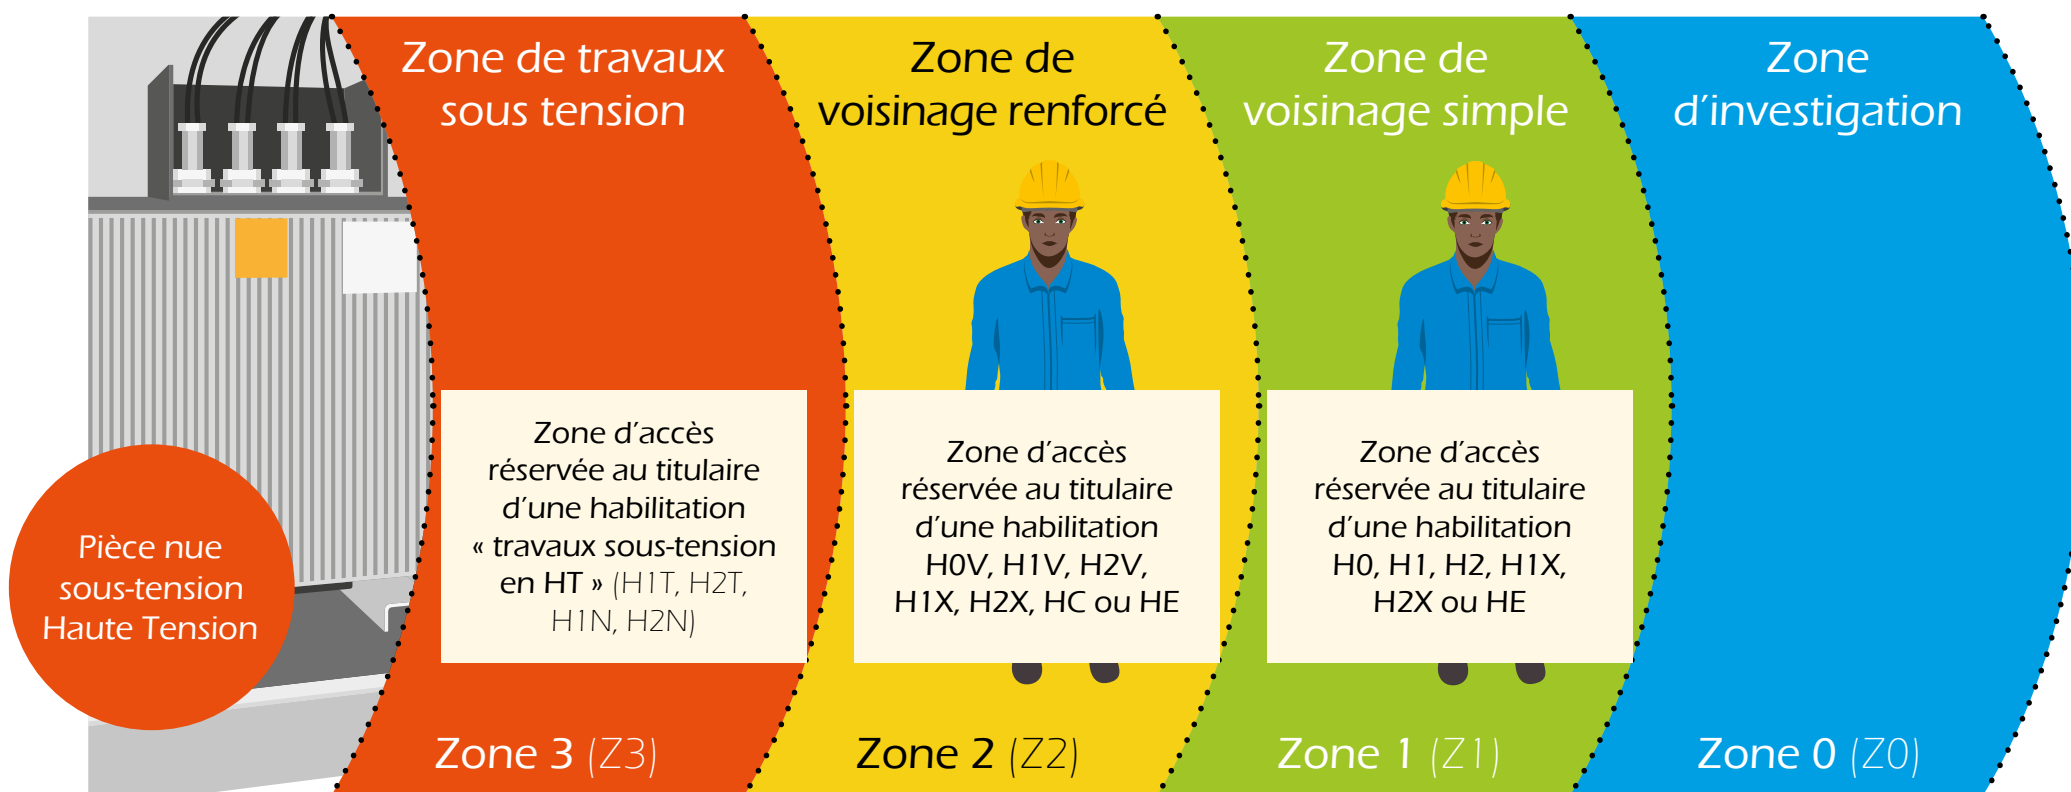 Zone de travaux
sous tension
Zone de
voisinage renforcé
Zone de
voisinage simple
Zone
d'investigation
Pièce nue
sous-tension
Haute Tension
Zone d'accès
réservée au titulaire
d'une habilitation
« travaux sous-tension
en HT » (H1T, H2T,
H1N, H2N)
Zone d'accès
réservée au titulaire
d'une habilitation
H0V, H1V, H2V,
H1X, H2X, HC ou HE
Zone d'accès
réservée au titulaire
d'une habilitation
H0, H1, H2, H1X,
H2X ou HE
Zone 3 (Z3)
Zone 2 (Z2)
Zone 1 (Z1)
Zone 0 (Z0)